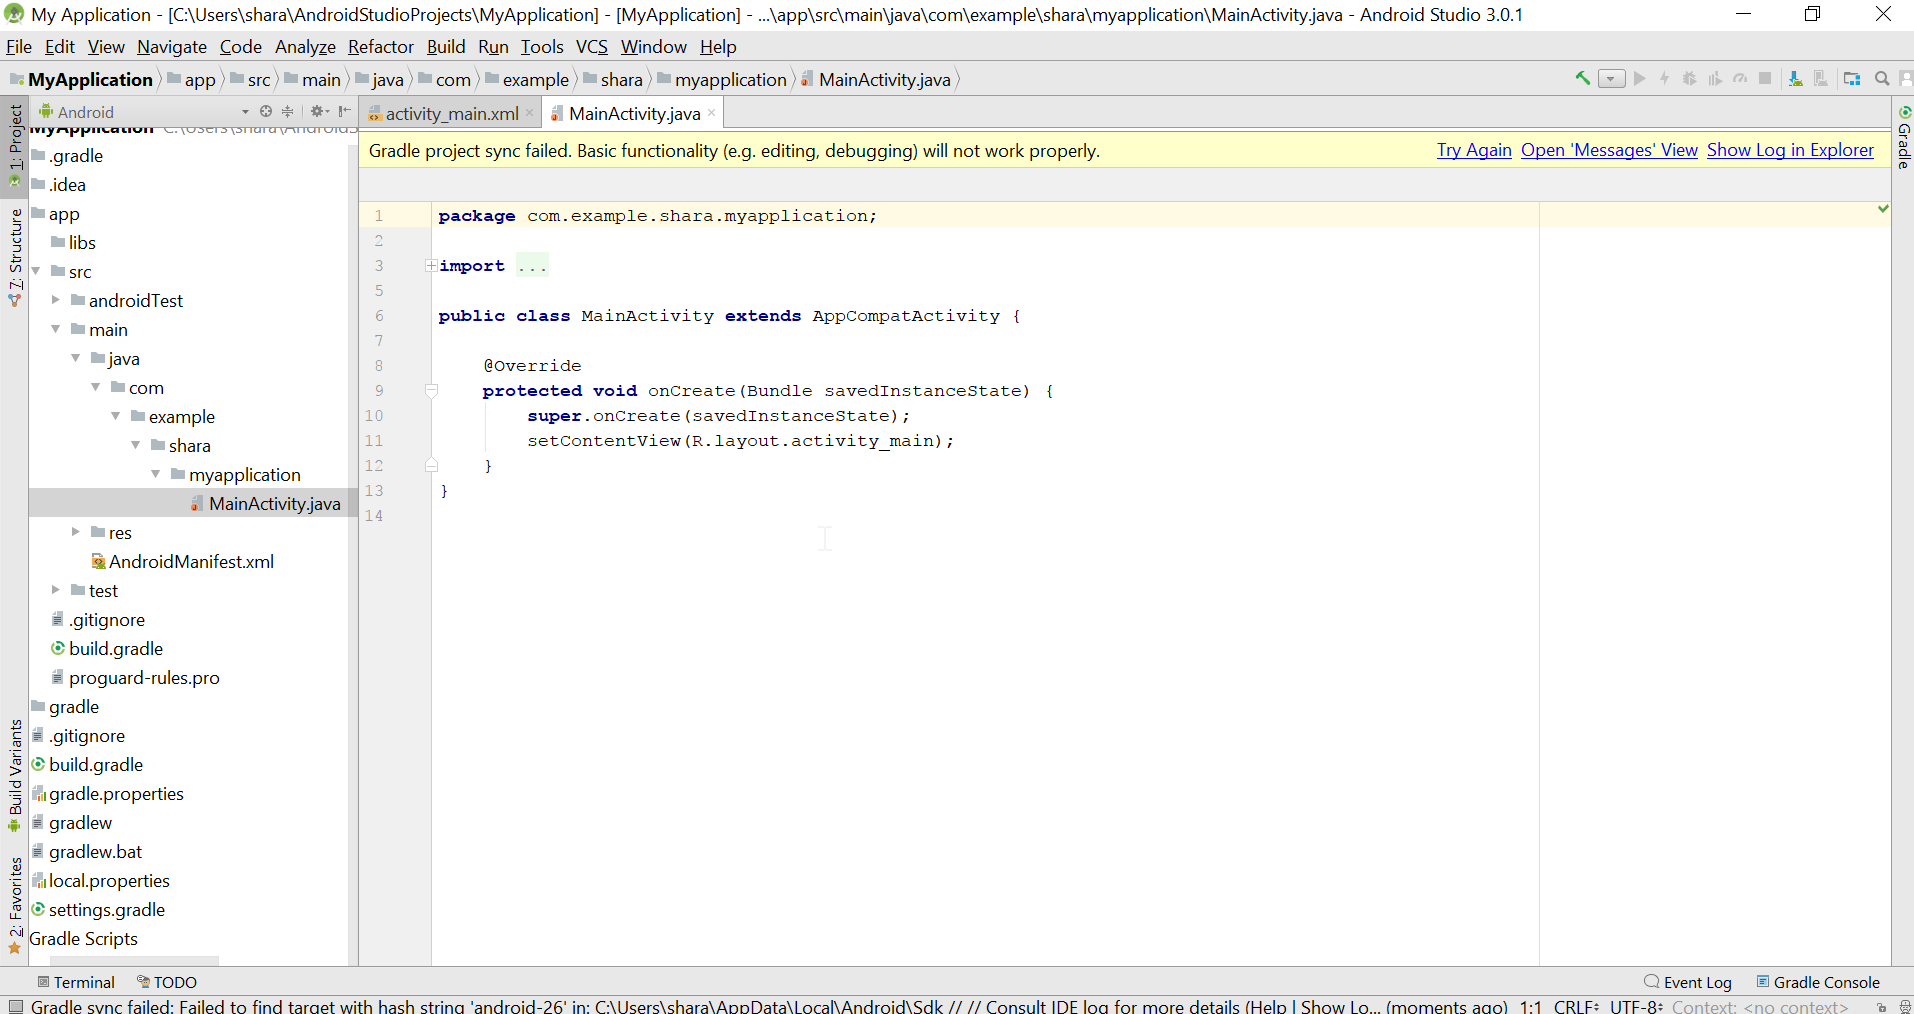 My Application - [C:\Users\shara\AndroidStudioProjects\MyApplication] - [MyApplication] - ...\app\src\main\java\com\example\shara\myapplication\MainActivity.java - Android Studio 3.0.1
File Edit View Navigate Code Analyze Refactor Build Run Tools VCS Window Help
MyApplication app src main java com example shara myapplication MainActivity.java
Android
activity_main.xml
MainActivity.java
1: Project
7: Structure
Build Variants
2: Favorites
MyApplication C:\Users\shara\AndroidS
.gradle
.idea
app
libs
src
androidTest
main
java
com
example
shara
myapplication
MainActivity.java
res
AndroidManifest.xml
test
.gitignore
build.gradle
proguard-rules.pro
gradle
.gitignore
build.gradle
gradle.properties
gradlew
gradlew.bat
local.properties
settings.gradle
Gradle Scripts
Gradle project sync failed. Basic functionality (e.g. editing, debugging) will not work properly. Try Again Open 'Messages' View Show Log in Explorer
Gradle
1 package com.example.shara.myapplication;
2
3 import ...
5
6 public class MainActivity extends AppCompatActivity {
7
8 @Override
9 protected void onCreate(Bundle savedInstanceState) {
10 super.onCreate(savedInstanceState);
11 setContentView(R.layout.activity_main);
12 }
13 }
14
Terminal TODO Event Log Gradle Console
Gradle sync failed: Failed to find target with hash string 'android-26' in: C:\Users\shara\AppData\Local\Android\Sdk // // Consult IDE log for more details (Help | Show Lo... (moments ago) 1:1 CRLF UTF-8 Context: <no context>